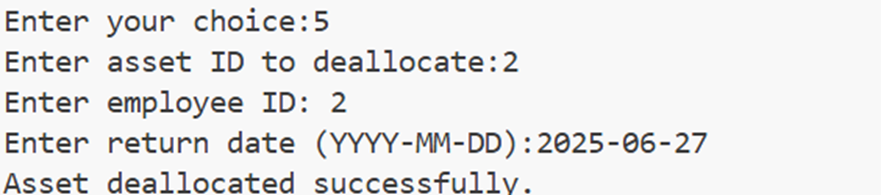 Enter your choice:5
Enter asset ID to deallocate:2
Enter employee ID: 2
Enter return date (YYYY-MM-DD):2025-06-27
Asset deallocated successfully.